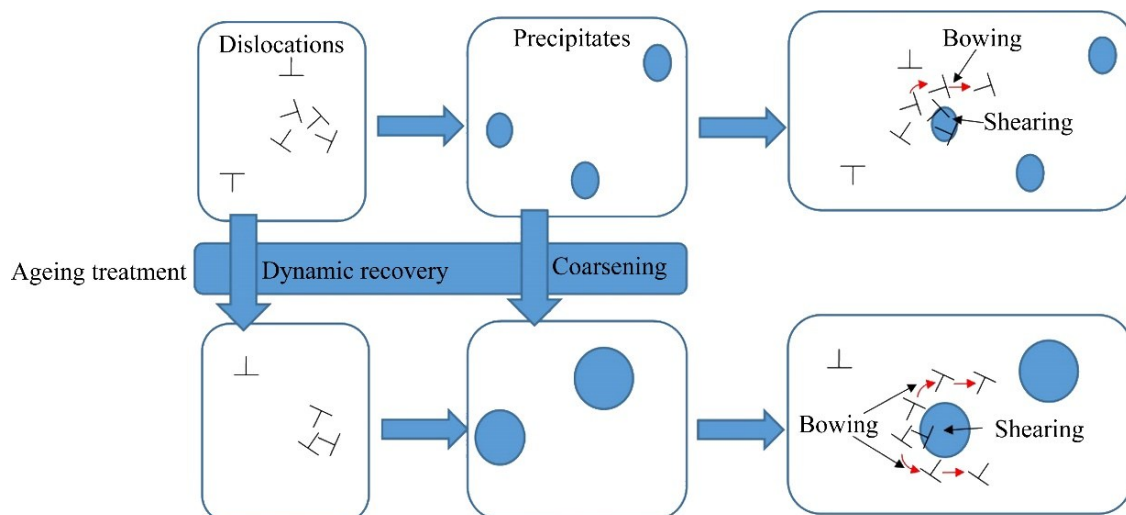 Dislocations
Precipitates
Bowing
Shearing
Ageing treatment
Dynamic recovery
Coarsening
Bowing
Shearing